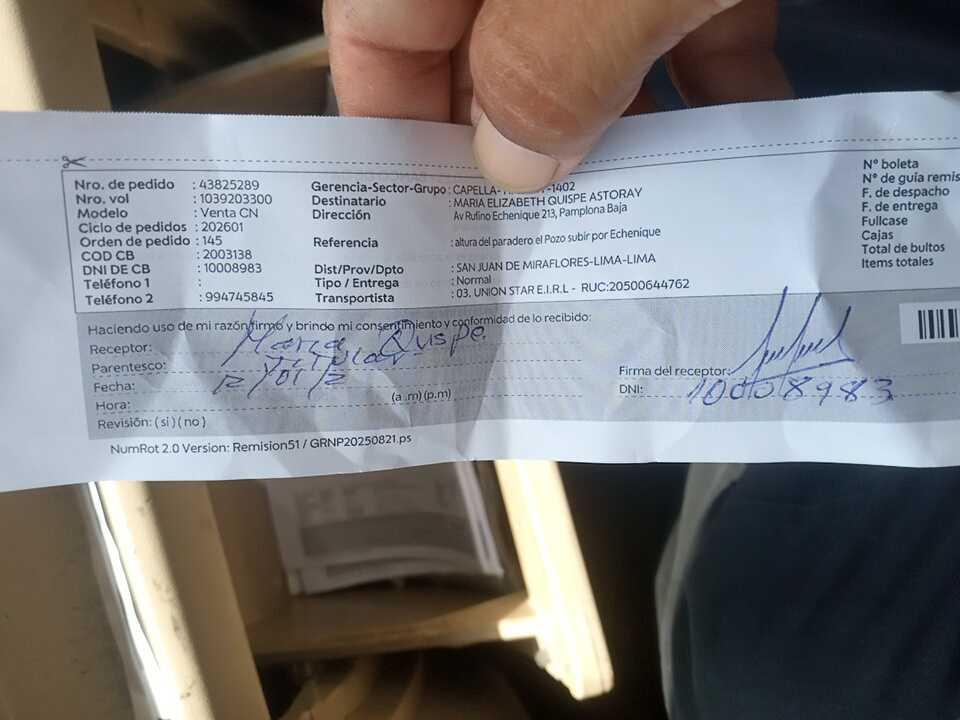 Nro. de pedido : 43825289
Nro. vol : 1039203300
Modelo : Venta CN
Ciclo de pedidos : 202601
Orden de pedido : 145
COD CB : 2003138
DNI DE CB : 10008983
Teléfono 1 :
Teléfono 2 : 994745845
Gerencia-Sector-Grupo : CAPELLA- -1402
Destinatario : MARIA ELIZABETH QUISPE ASTORAY
Dirección Av Rufino Echenique 213, Pamplona Baja
Referencia : altura del paradero el Pozo subir por Echenique
Dist/Prov/Dpto : SAN JUAN DE MIRAFLORES-LIMA-LIMA
Tipo / Entrega : Normal
Transportista : 03. UNION STAR E.I.R.L - RUC:20500644762
N° boleta
N° de guía remis
F. de despacho
F. de entrega
Fullcase
Cajas
Total de bultos
Items totales
Haciendo uso de mi razón firmo y brindo mi consentimiento y conformidad de lo recibido:
Receptor: Maria Quispe
Parentesco: Titular
Fecha: 12/01/2
Hora: (a .m) (p.m)
Revisión: ( si ) ( no )
Firma del receptor:
DNI: 10008983
NumRot 2.0 Version: Remision51 / GRNP20250821.ps